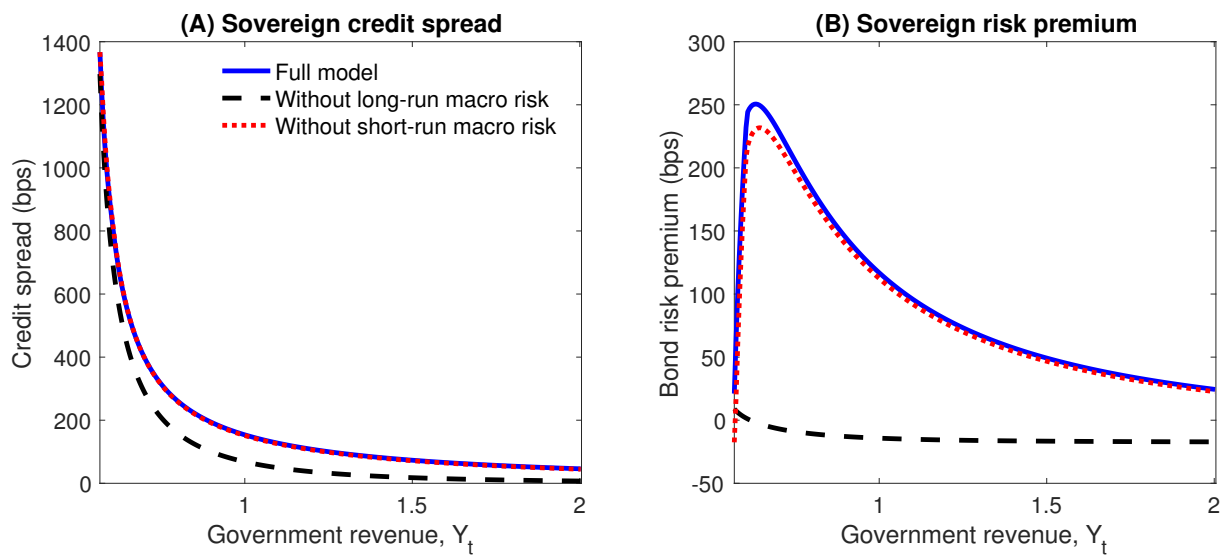 (A) Sovereign credit spread
1400
1200
1000
800
600
400
200
0
Credit spread (bps)
Full model
Without long-run macro risk
Without short-run macro risk
1
1.5
2
Government revenue, Y_t
(B) Sovereign risk premium
300
250
200
150
100
50
0
-50
Bond risk premium (bps)
1
1.5
2
Government revenue, Y_t